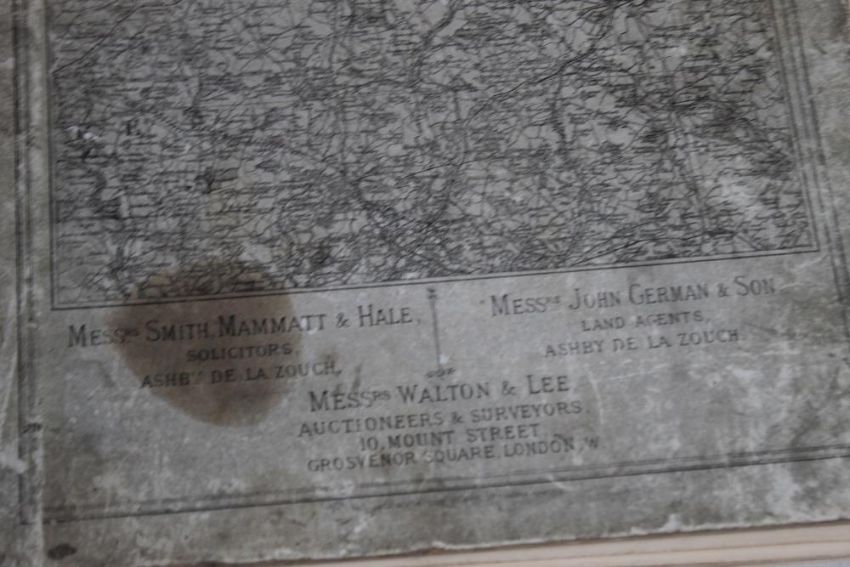 MESSRS SMITH, MAMMATT & HALE,
SOLICITORS,
ASHBY DE LA ZOUCH,
MESSRS JOHN GERMAN & SON
LAND AGENTS,
ASHBY DE LA ZOUCH.
MESSRS WALTON & LEE
AUCTIONEERS & SURVEYORS
10, MOUNT STREET
GROSVENOR SQUARE, LONDON, W.